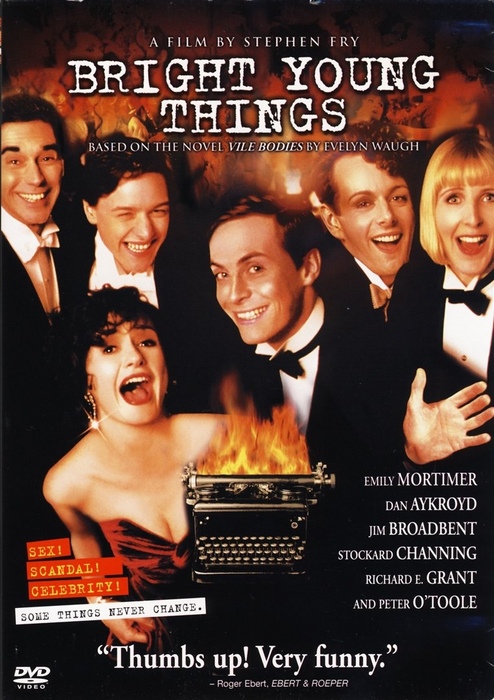 A FILM BY STEPHEN FRY
BRIGHT YOUNG
THINGS
BASED ON THE NOVEL VILE BODIES BY EVELYN WAUGH
EMILY MORTIMER
DAN AYKROYD
JIM BROADBENT
STOCKARD CHANNING
RICHARD E. GRANT
AND PETER O'TOOLE
SEX!
SCANDAL!
CELEBRITY!
SOME THINGS NEVER CHANGE.
“Thumbs up! Very funny.”
– Roger Ebert, EBERT & ROEPER
DVD
VIDEO